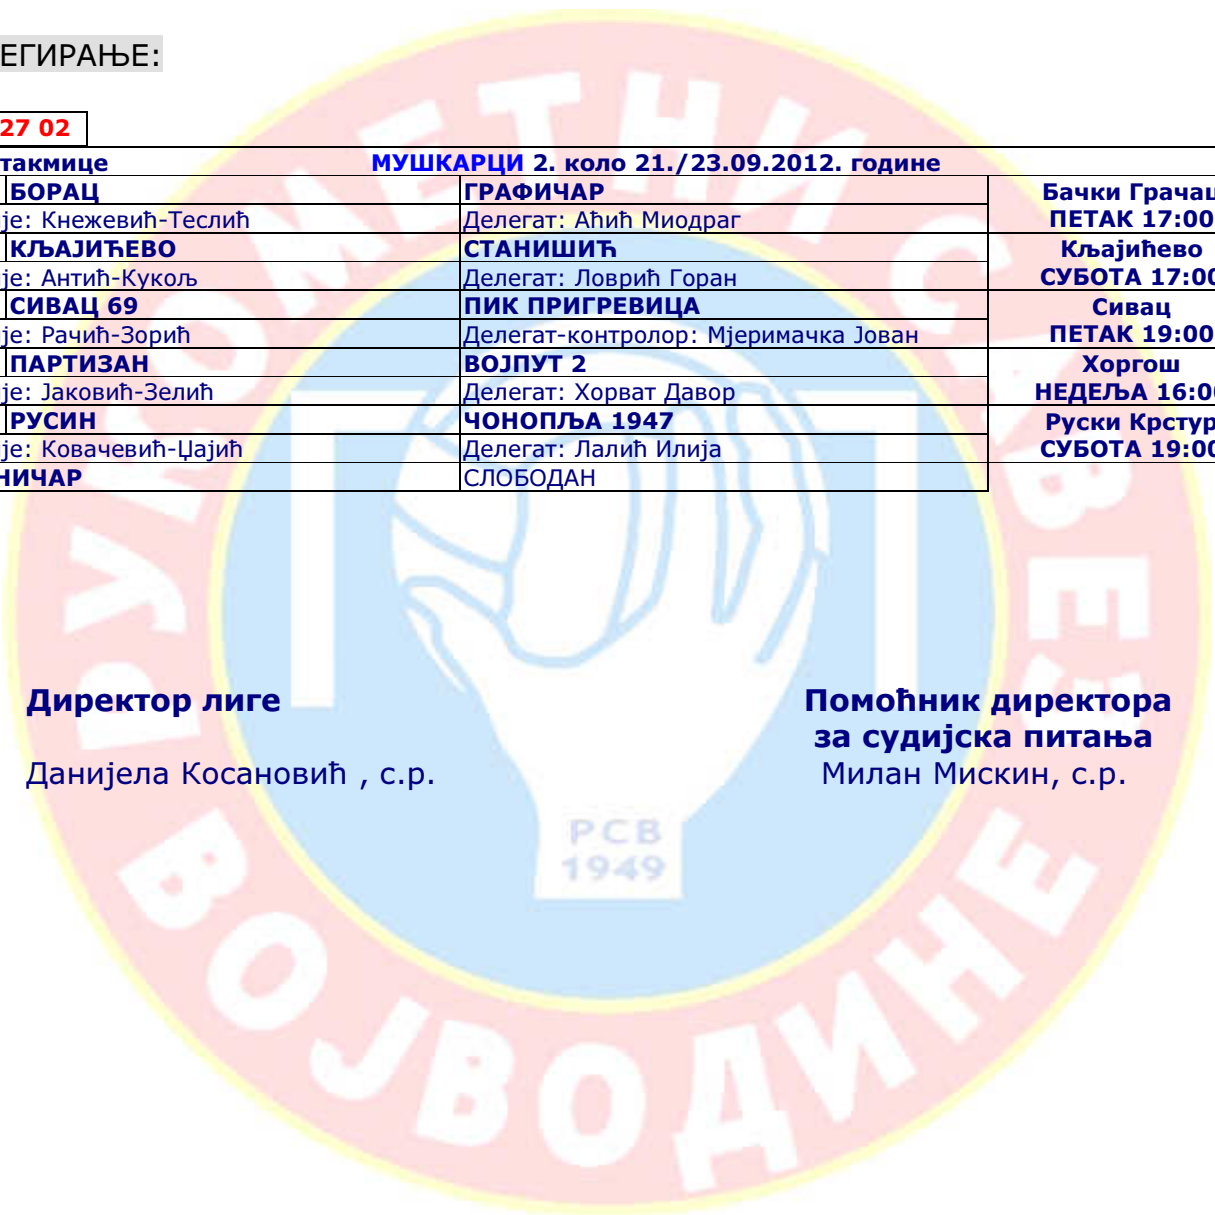 ЕГИРАЊЕ:
27 02
такмице МУШКАРЦИ 2. коло 21./23.09.2012. године
БОРАЦ ГРАФИЧАР Бачки Грачац
је: Кнежевић-Теслић Делегат: Аћић Миодраг ПЕТАК 17:00
КЉАЈИЋЕВО СТАНИШИЋ Кљајићево
је: Антић-Кукољ Делегат: Ловрић Горан СУБОТА 17:00
СИВАЦ 69 ПИК ПРИГРЕВИЦА Сивац
је: Рачић-Зорић Делегат-контролор: Мјеримачка Јован ПЕТАК 19:00
ПАРТИЗАН ВОЈПУТ 2 Хоргош
је: Јаковић-Зелић Делегат: Хорват Давор НЕДЕЉА 16:00
РУСИН ЧОНОПЉА 1947 Руски Крстур
је: Ковачевић-Џајић Делегат: Лалић Илија СУБОТА 19:00
НИЧАР СЛОБОДАН
Директор лиге Помоћник директора
за судијска питања
Данијела Косановић , с.р. Милан Мискин, с.р.
РУКОМЕТНИ САВЕЗ
ВОЈВОДИНЕ
РСВ
1949